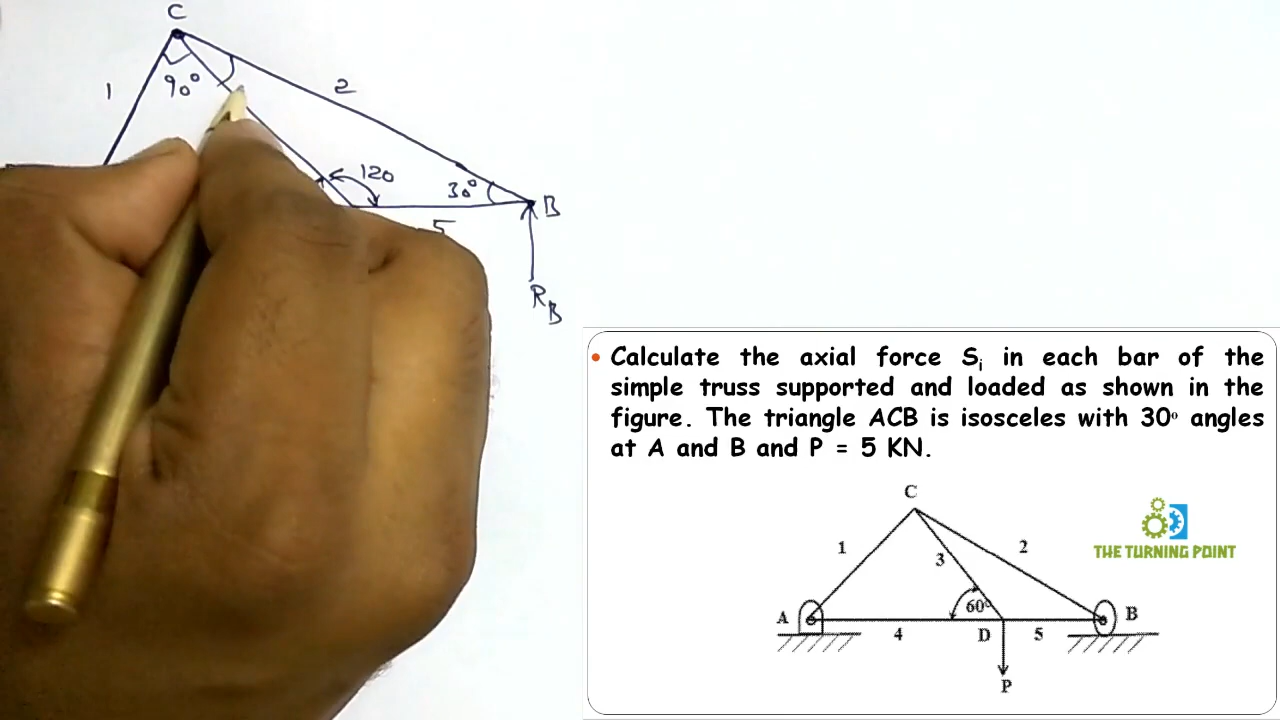 C
1
90°
2
120
30°
B
5
R_B
• Calculate the axial force Sᵢ in each bar of the
simple truss supported and loaded as shown in the
figure. The triangle ACB is isosceles with 30° angles
at A and B and P = 5 KN.
C
1
3
2
THE TURNING POINT
60°
A
B
4
D
5
P